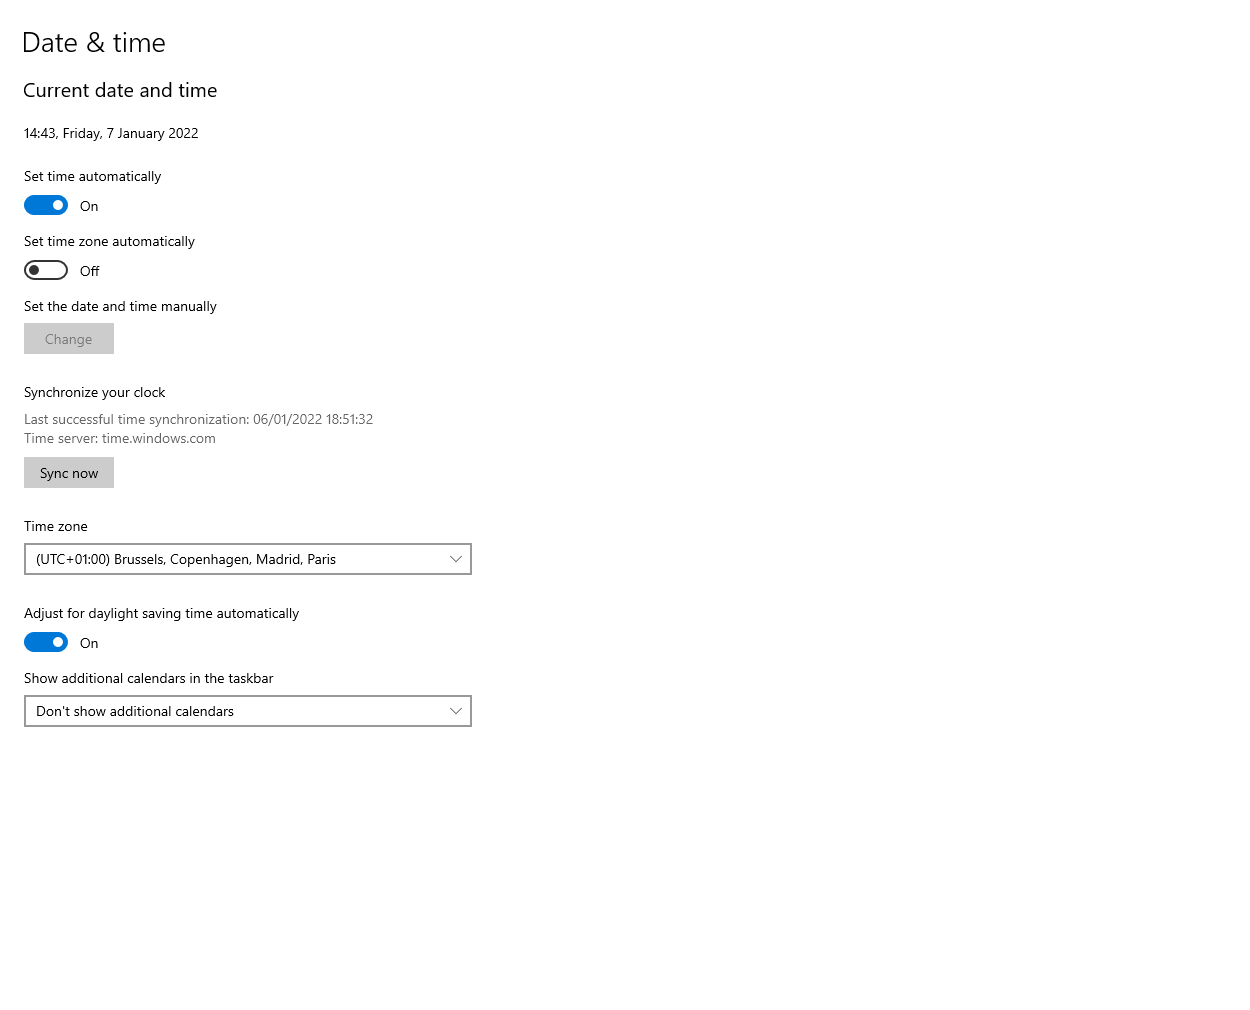 Date & time
Current date and time
14:43, Friday, 7 January 2022
Set time automatically
On
Set time zone automatically
Off
Set the date and time manually
Change
Synchronize your clock
Last successful time synchronization: 06/01/2022 18:51:32
Time server: time.windows.com
Sync now
Time zone
(UTC+01:00) Brussels, Copenhagen, Madrid, Paris
Adjust for daylight saving time automatically
On
Show additional calendars in the taskbar
Don't show additional calendars